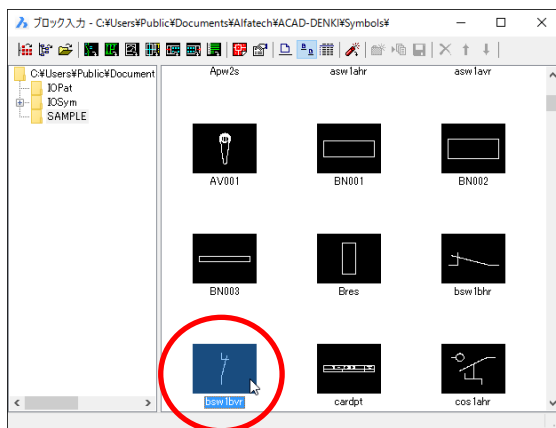 ブロック入力 - C:¥Users¥Public¥Documents¥Alfatech¥ACAD-DENKI¥Symbols¥
C:¥Users¥Public¥Document
IOPat
IOSym
SAMPLE
Apw2s
asw1ahr
asw1avr
AV001
BN001
BN002
BN003
Bres
bsw1bhr
bsw1bvr
cardpt
cos1ahr